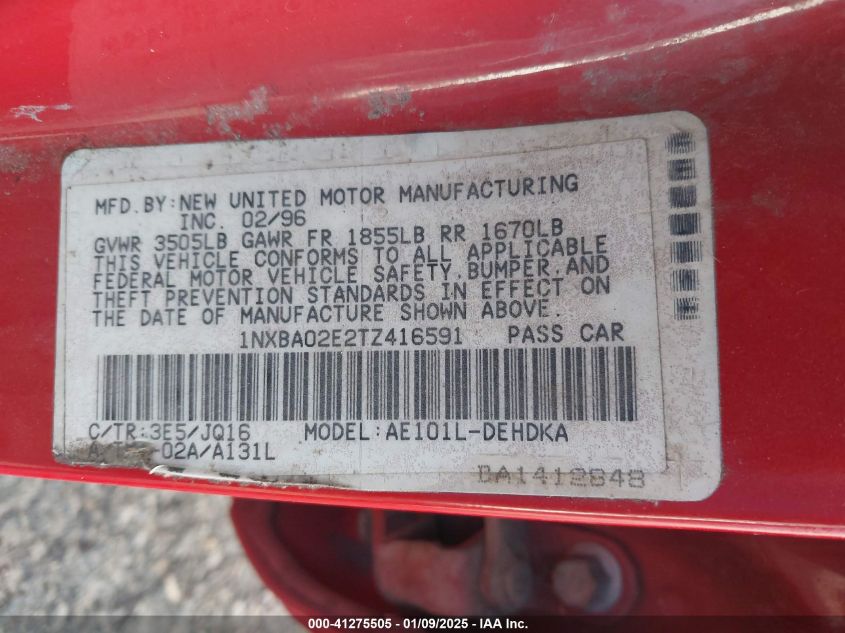 MFD. BY: NEW UNITED MOTOR MANUFACTURING
INC. 02/96
GVWR 3505LB GAWR FR 1855LB RR 1670LB
THIS VEHICLE CONFORMS TO ALL APPLICABLE
FEDERAL MOTOR VEHICLE SAFETY, BUMPER, AND
THEFT PREVENTION STANDARDS IN EFFECT ON
THE DATE OF MANUFACTURE SHOWN ABOVE.
1NXBA02E2TZ416591 PASS CAR
C/TR: 3E5/JQ16 MODEL: AE101L-DEHDKA
-02A/A131L
BA1412848
000-41275505 - 01/09/2025 - IAA Inc.